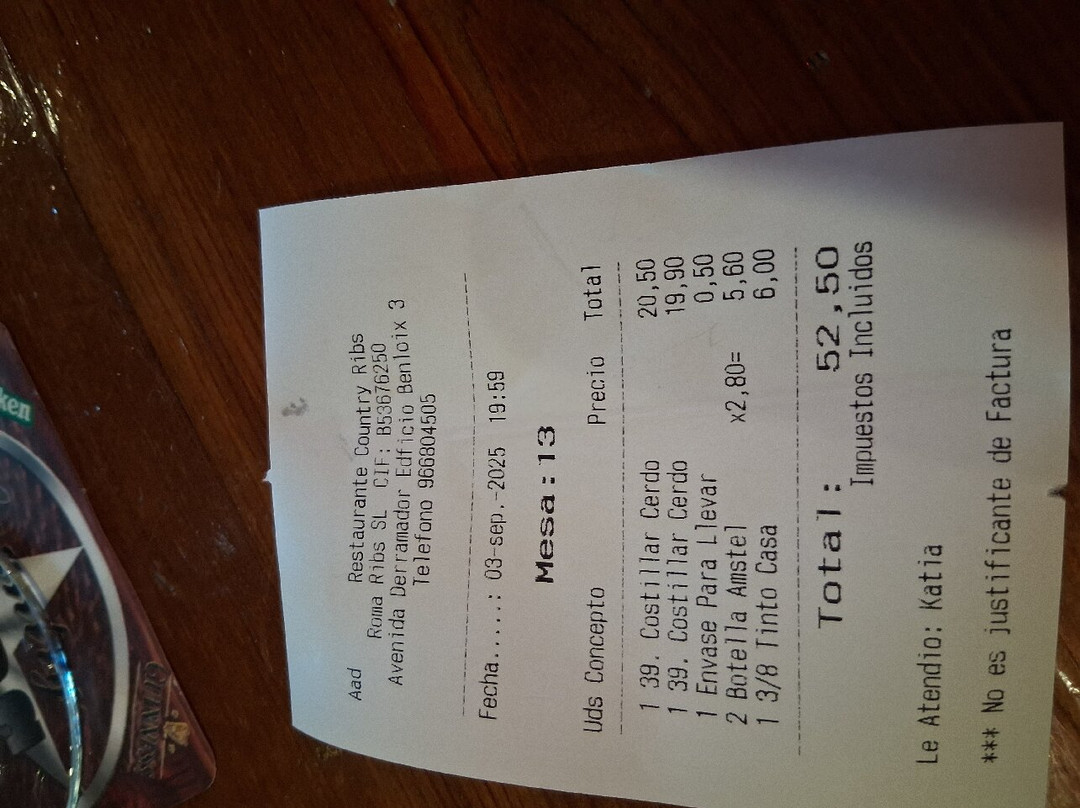 Aad
Restaurante Country Ribs
Roma Ribs SL CIF: B53676250
Avenida Derramador Edficio Benloix 3
Telefono 966804505
Fecha.....: 03-sep.-2025 19:59
Mesa:13
Uds Concepto Precio Total
1 39. Costillar Cerdo 20,50
1 39. Costillar Cerdo 19,90
1 Envase Para Llevar 0,50
2 Botella Amstel x2,80= 5,60
1 3/8 Tinto Casa 6,00
Total: 52,50
Impuestos Incluidos
Le Atendio: Katia
*** No es justificante de Factura